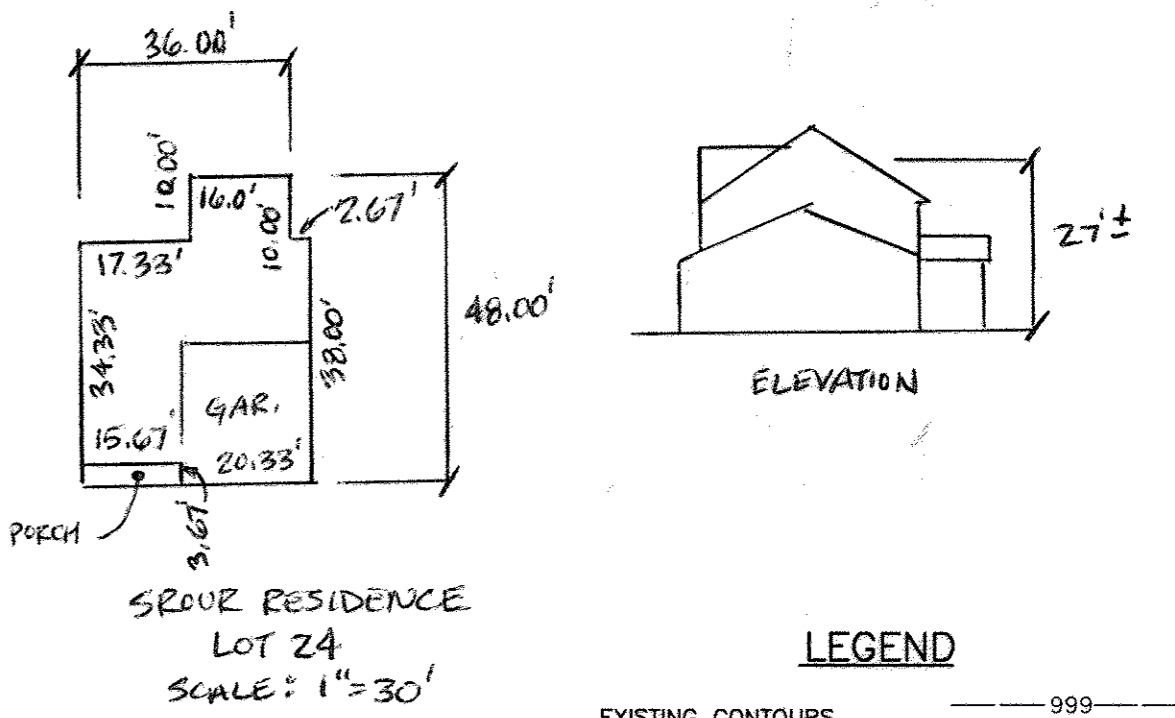 36.00'
10.00'
16.0'
10.00'
2.67'
17.33'
34.33'
38.00'
48.00'
GAR.
15.67'
20.33'
3.67'
PORCH
SROUR RESIDENCE
LOT 24
SCALE: 1"=30'
27'±
ELEVATION
LEGEND
EXISTING CONTOURS 999